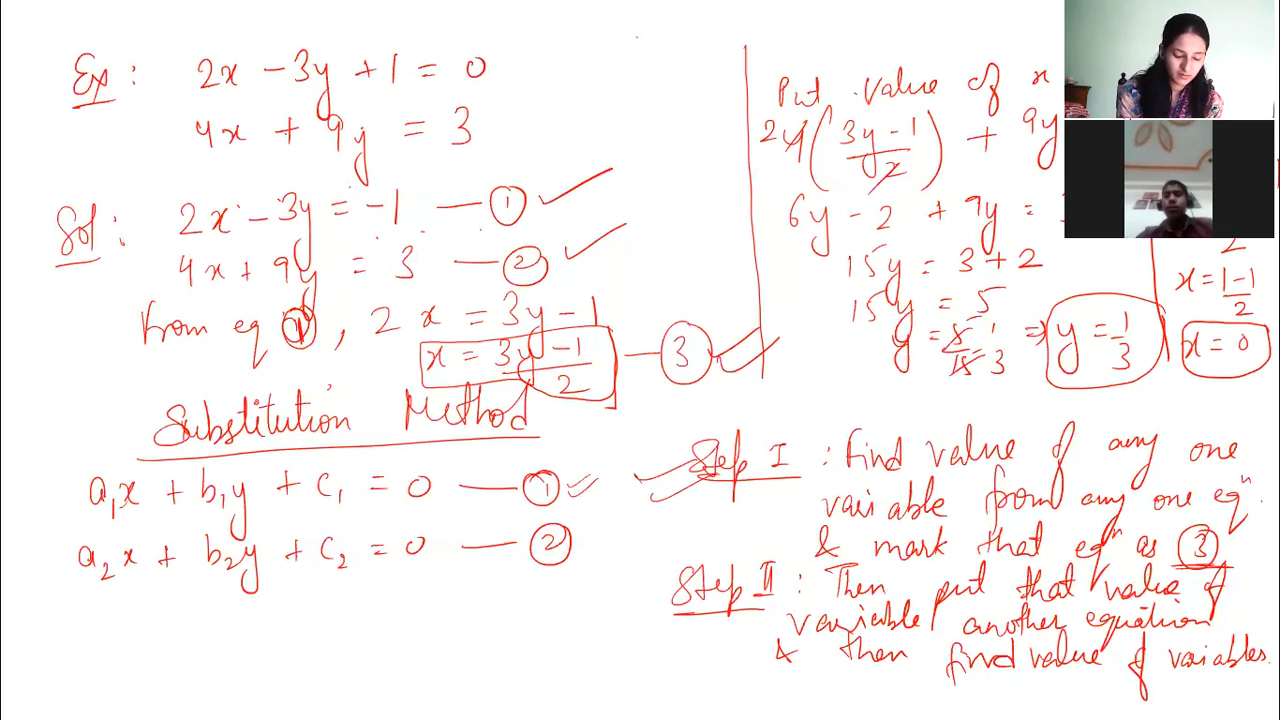 Ex : 2x - 3y + 1 = 0
4x + 9y = 3
Sol : 2x - 3y = -1 — ①
4x + 9y = 3 — ②
from eq ①, 2x = 3y - 1
x = 3y - 1 / 2 — ③
Substitution Method
a₁x + b₁y + c₁ = 0 — ①
a₂x + b₂y + c₂ = 0 — ②
Put value of x
2 4 (3y - 1 / 2) + 9y
6y - 2 + 9y =
15y = 3 + 2
15y = 5
y = 5 1 / 15 3 ⇒ y = 1/3
2
x = 1-1 / 2
x = 0
Step I : Find value of any one
variable from any one eqⁿ.
& mark that eqⁿ as ③
Step II : Then put that value of
variable another equation
& then find value of variables.